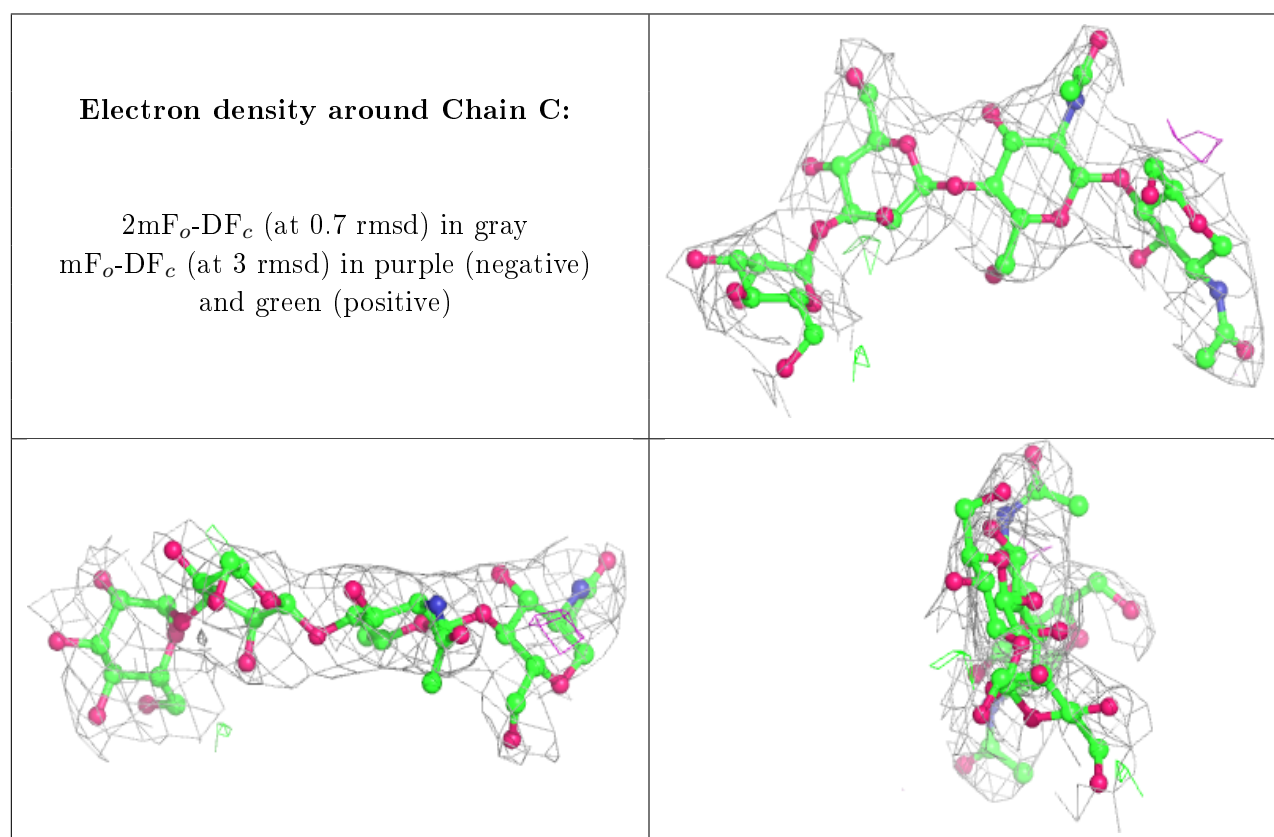 Electron density around Chain C:
2mFₒ-DF𝒸 (at 0.7 rmsd) in gray
mFₒ-DF𝒸 (at 3 rmsd) in purple (negative)
and green (positive)